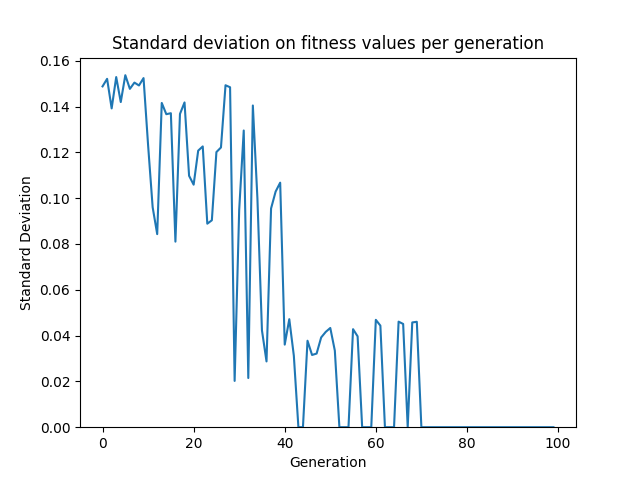 Standard deviation on fitness values per generation
0.16
0.14
0.12
0.10
0.08
0.06
0.04
0.02
0.00
Standard Deviation
0 20 40 60 80 100
Generation